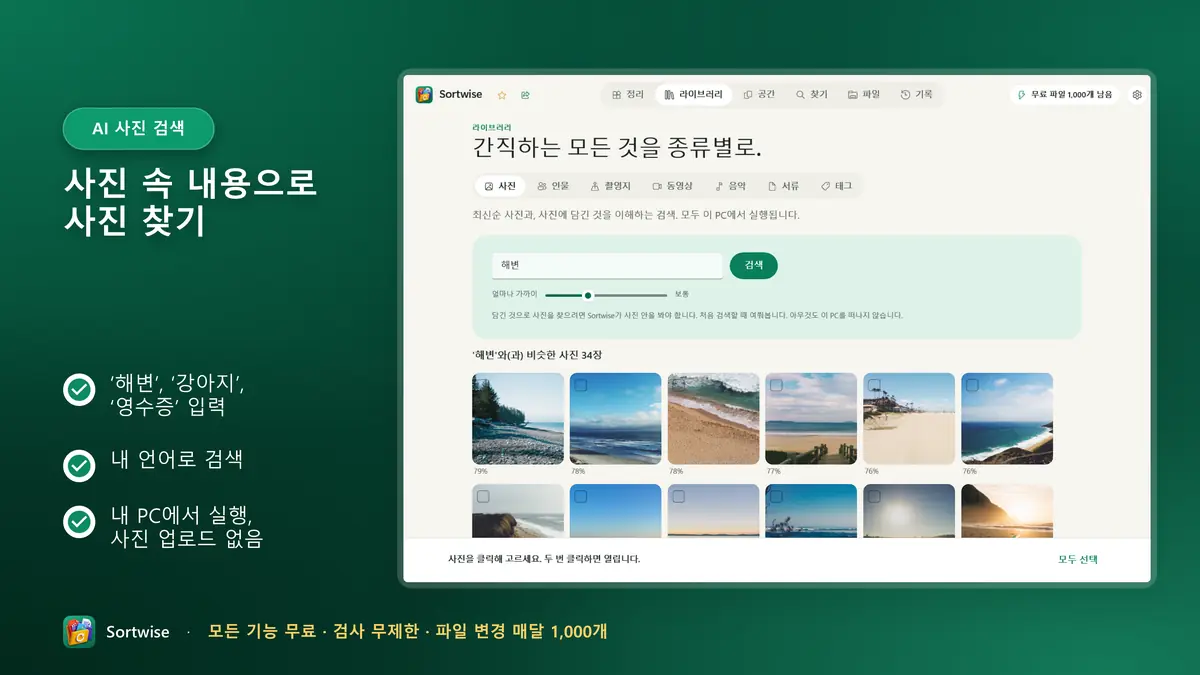 AI 사진 검색
사진 속 내용으로
사진 찾기
'해변', '강아지',
'영수증' 입력
내 언어로 검색
내 PC에서 실행,
사진 업로드 없음
Sortwise · 모든 기능 무료 · 검사 무제한 · 파일 변경 매달 1,000개
Sortwise
정리 라이브러리 공간 찾기 파일 기록
무료 파일 1,000개 남음
라이브러리
간직하는 모든 것을 종류별로.
사진 인물 촬영지 동영상 음악 서류 태그
최신순 사진과, 사진에 담긴 것을 이해하는 검색. 모두 이 PC에서 실행됩니다.
해변 검색
얼마나 가까이 보통
담긴 것으로 사진을 찾으려면 Sortwise가 사진 안을 봐야 합니다. 처음 검색할 때 여쭤봅니다. 아무것도 이 PC를 떠나지 않습니다.
'해변'와(과) 비슷한 사진 34장
79% 78% 78% 77% 76% 76%
사진을 클릭해 고르세요. 두 번 클릭하면 열립니다.
모두 선택